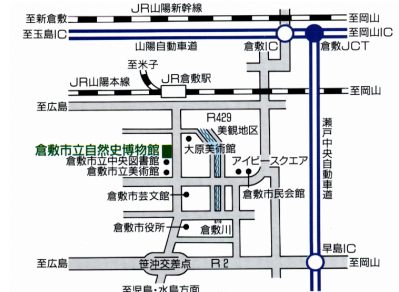 JR山陽新幹線
至新倉敷
至岡山
至玉島IC
至岡山IC
山陽自動車道
倉敷IC
倉敷JCT
至米子
JR山陽本線
JR倉敷駅
至岡山
至広島
R429
美観地区
大原美術館
倉敷市立自然史博物館
倉敷市立中央図書館
アイビースクエア
倉敷市立美術館
瀬戸中央自動車道
倉敷市芸文館
倉敷市民会館
倉敷市役所
倉敷川
早島IC
至広島
笹沖交差点
R2
至岡山
至児島・水島方面